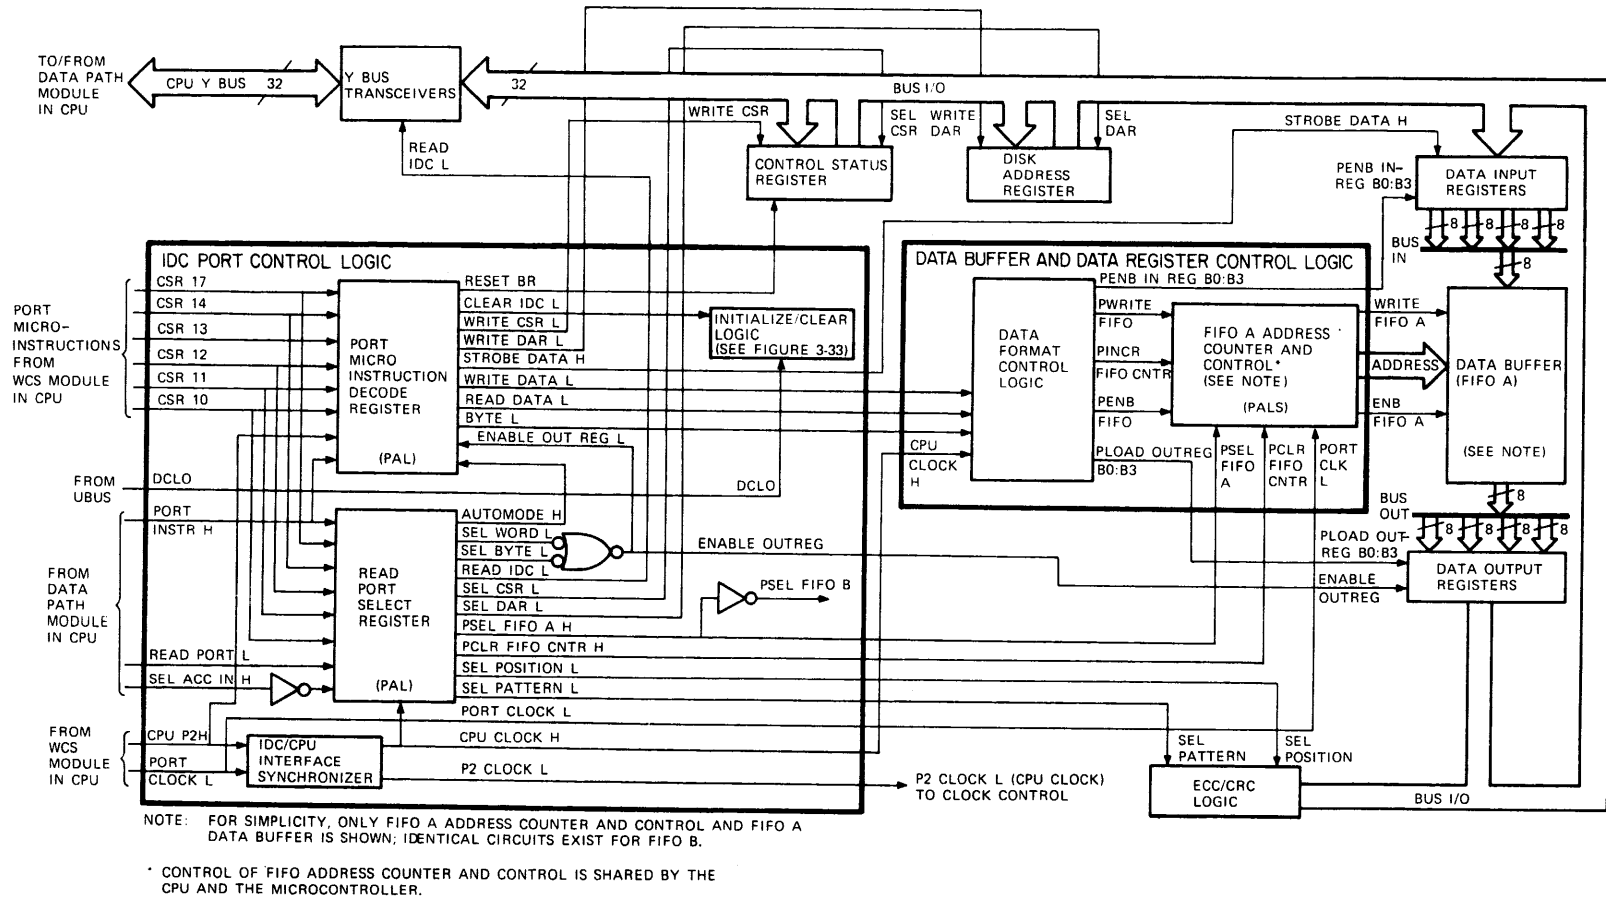 TO/FROM
DATA PATH
MODULE
IN CPU
CPU Y BUS 32
Y BUS
TRANSCEIVERS
32
BUS I/O
READ
IDC L
WRITE CSR
SEL
CSR
WRITE
DAR
SEL
DAR
STROBE DATA H
CONTROL STATUS
REGISTER
DISK
ADDRESS
REGISTER
PENB IN-
REG B0:B3
DATA INPUT
REGISTERS
8 8 8 8
BUS
IN
8
IDC PORT CONTROL LOGIC
PORT
MICRO-
INSTRUCTIONS
FROM
WCS MODULE
IN CPU
CSR 17
CSR 14
CSR 13
CSR 12
CSR 11
CSR 10
PORT
MICRO
INSTRUCTION
DECODE
REGISTER
(PAL)
RESET BR
CLEAR IDC L
WRITE CSR L
WRITE DAR L
STROBE DATA H
WRITE DATA L
READ DATA L
BYTE L
ENABLE OUT REG L
INITIALIZE/CLEAR
LOGIC
(SEE FIGURE 3-33)
DATA BUFFER AND DATA REGISTER CONTROL LOGIC
PENB IN REG B0:B3
DATA
FORMAT
CONTROL
LOGIC
PWRITE
FIFO
PINCR
FIFO CNTR
PENB
FIFO
PLOAD OUTREG
B0:B3
CPU
CLOCK
H
FIFO A ADDRESS
COUNTER AND
CONTROL*
(SEE NOTE)
(PALS)
WRITE
FIFO A
ADDRESS
ENB
FIFO A
PSEL
FIFO
A
PCLR
FIFO
CNTR
PORT
CLK
L
DATA BUFFER
(FIFO A)
(SEE NOTE)
8
BUS
OUT
8 8 8 8
PLOAD OUT-
REG B0:B3
DATA OUTPUT
REGISTERS
ENABLE
OUTREG
FROM
UBUS
DCLO
DCLO
PORT
INSTR H
FROM
DATA
PATH
MODULE
IN CPU
READ PORT L
SEL ACC IN H
READ
PORT
SELECT
REGISTER
(PAL)
AUTOMODE H
SEL WORD L
SEL BYTE L
READ IDC L
SEL CSR L
SEL DAR L
PSEL FIFO A H
PCLR FIFO CNTR H
SEL POSITION L
SEL PATTERN L
PORT CLOCK L
ENABLE OUTREG
PSEL FIFO B
FROM
WCS
MODULE
IN CPU
CPU P2H
PORT
CLOCK L
IDC/CPU
INTERFACE
SYNCHRONIZER
CPU CLOCK H
P2 CLOCK L
P2 CLOCK L (CPU CLOCK)
TO CLOCK CONTROL
SEL
PATTERN
SEL
POSITION
ECC/CRC
LOGIC
BUS I/O
NOTE: FOR SIMPLICITY, ONLY FIFO A ADDRESS COUNTER AND CONTROL AND FIFO A
DATA BUFFER IS SHOWN; IDENTICAL CIRCUITS EXIST FOR FIFO B.
* CONTROL OF FIFO ADDRESS COUNTER AND CONTROL IS SHARED BY THE
CPU AND THE MICROCONTROLLER.